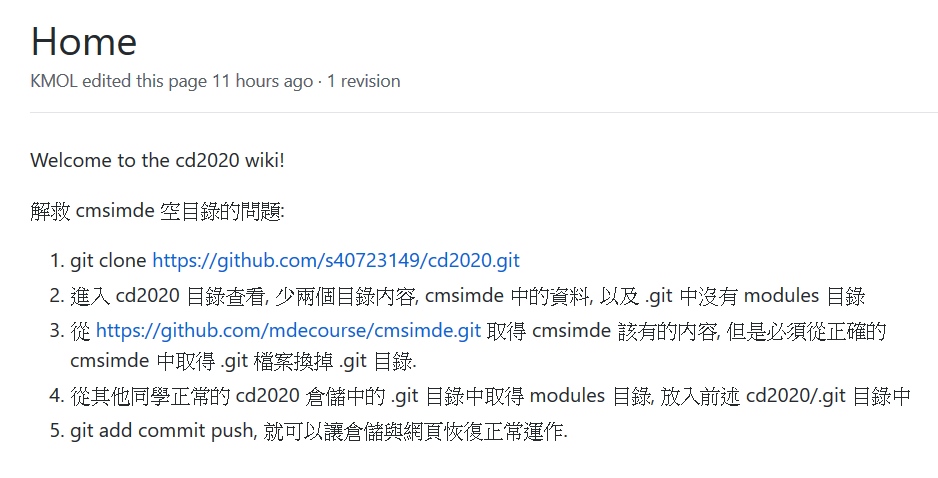 Home
KMOL edited this page 11 hours ago · 1 revision
Welcome to the cd2020 wiki!
解救 cmsimde 空目錄的問題:
1. git clone https://github.com/s40723149/cd2020.git
2. 進入 cd2020 目錄查看, 少兩個目錄内容, cmsimde 中的資料, 以及 .git 中沒有 modules 目錄
3. 從 https://github.com/mdecourse/cmsimde.git 取得 cmsimde 該有的内容, 但是必須從正確的
cmsimde 中取得 .git 檔案換掉 .git 目錄.
4. 從其他同學正常的 cd2020 倉儲中的 .git 目錄中取得 modules 目錄, 放入前述 cd2020/.git 目錄中
5. git add commit push, 就可以讓倉儲與網頁恢復正常運作.